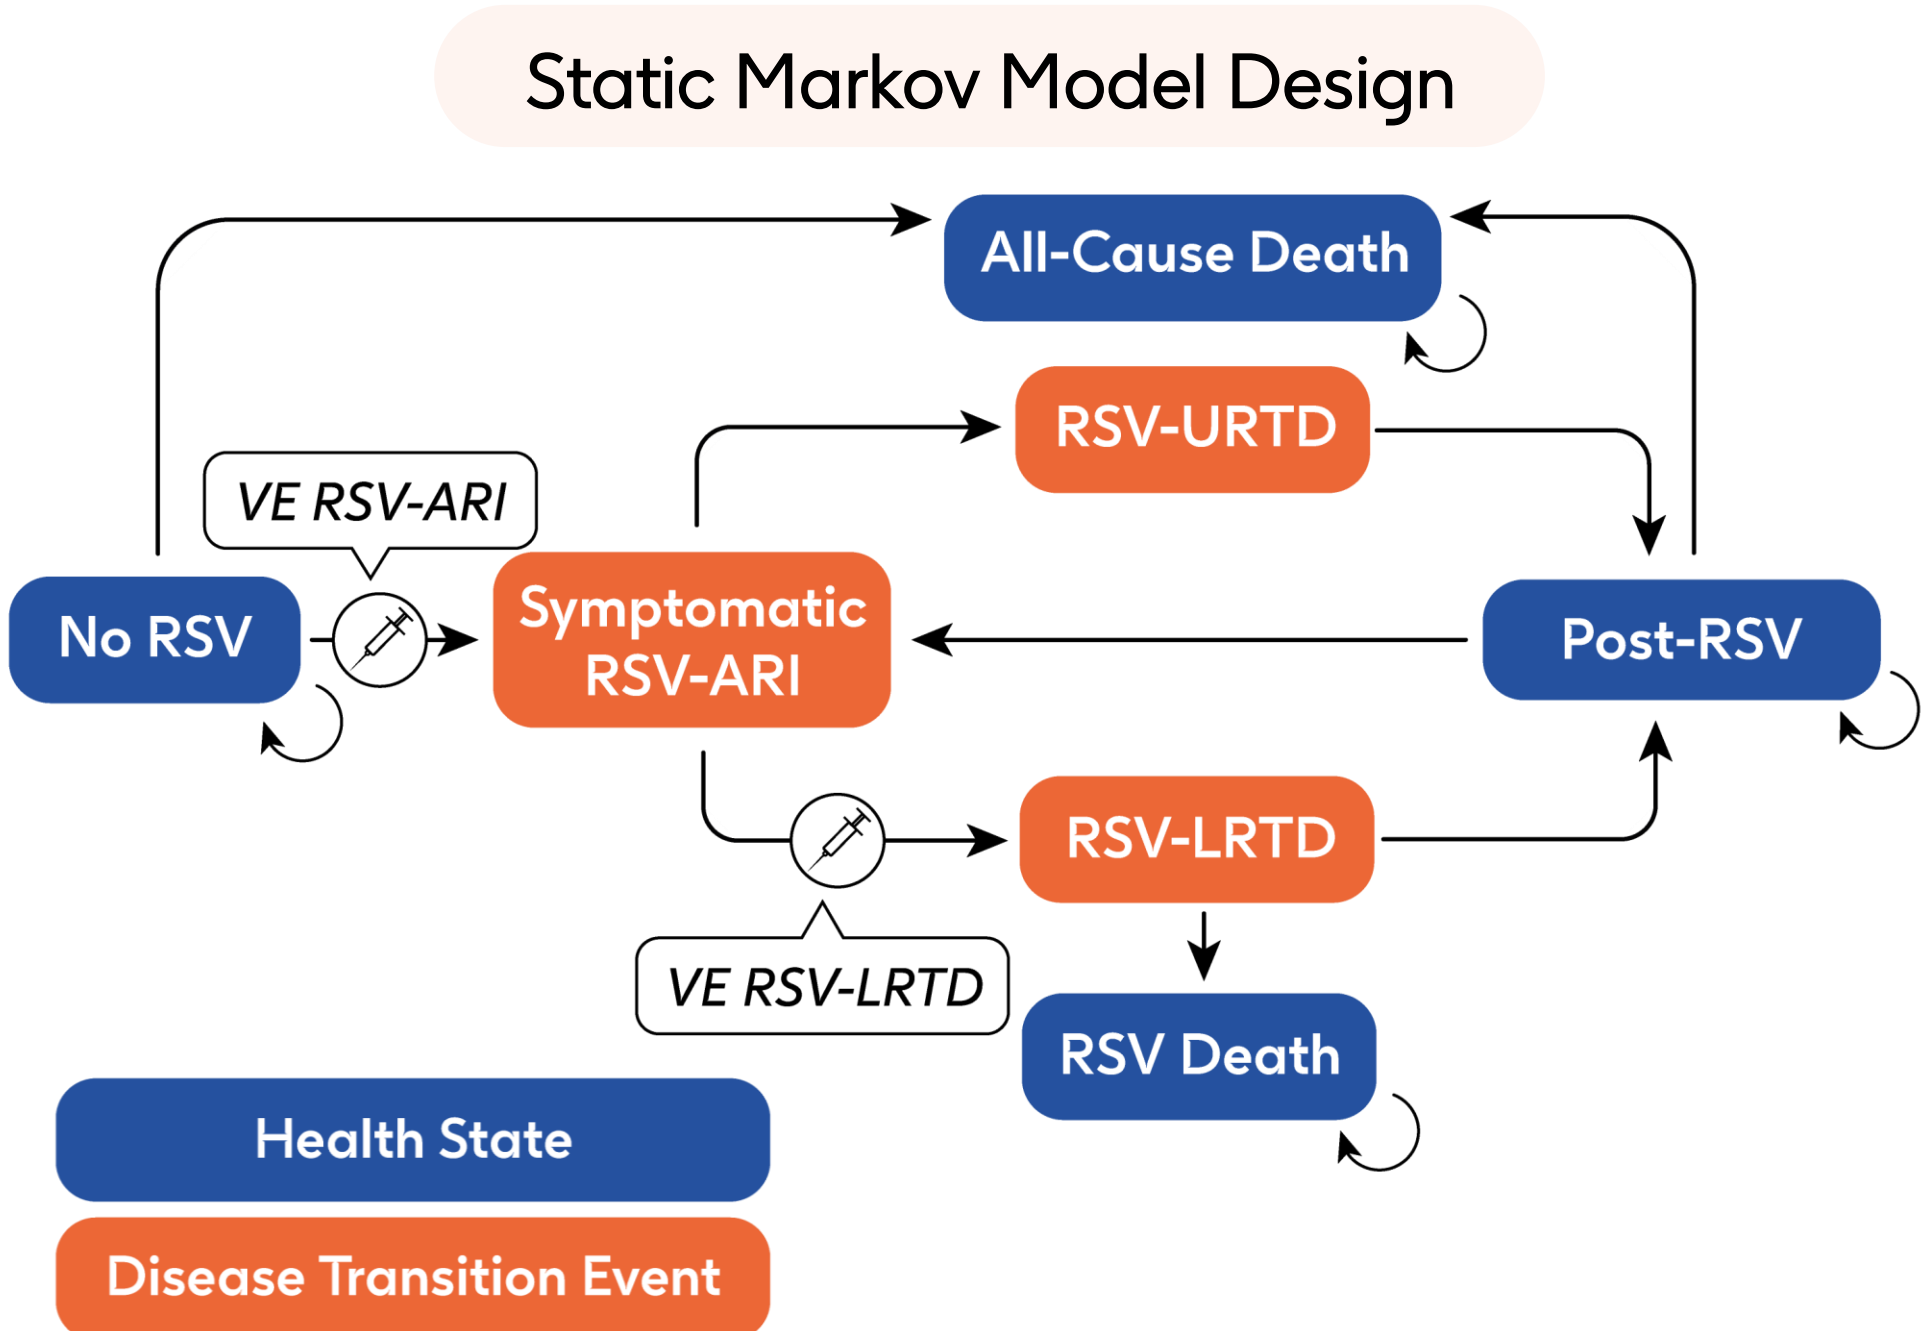 Static Markov Model Design
All-Cause Death
RSV-URTD
VE RSV-ARI
No RSV
Symptomatic
RSV-ARI
Post-RSV
RSV-LRTD
VE RSV-LRTD
RSV Death
Health State
Disease Transition Event